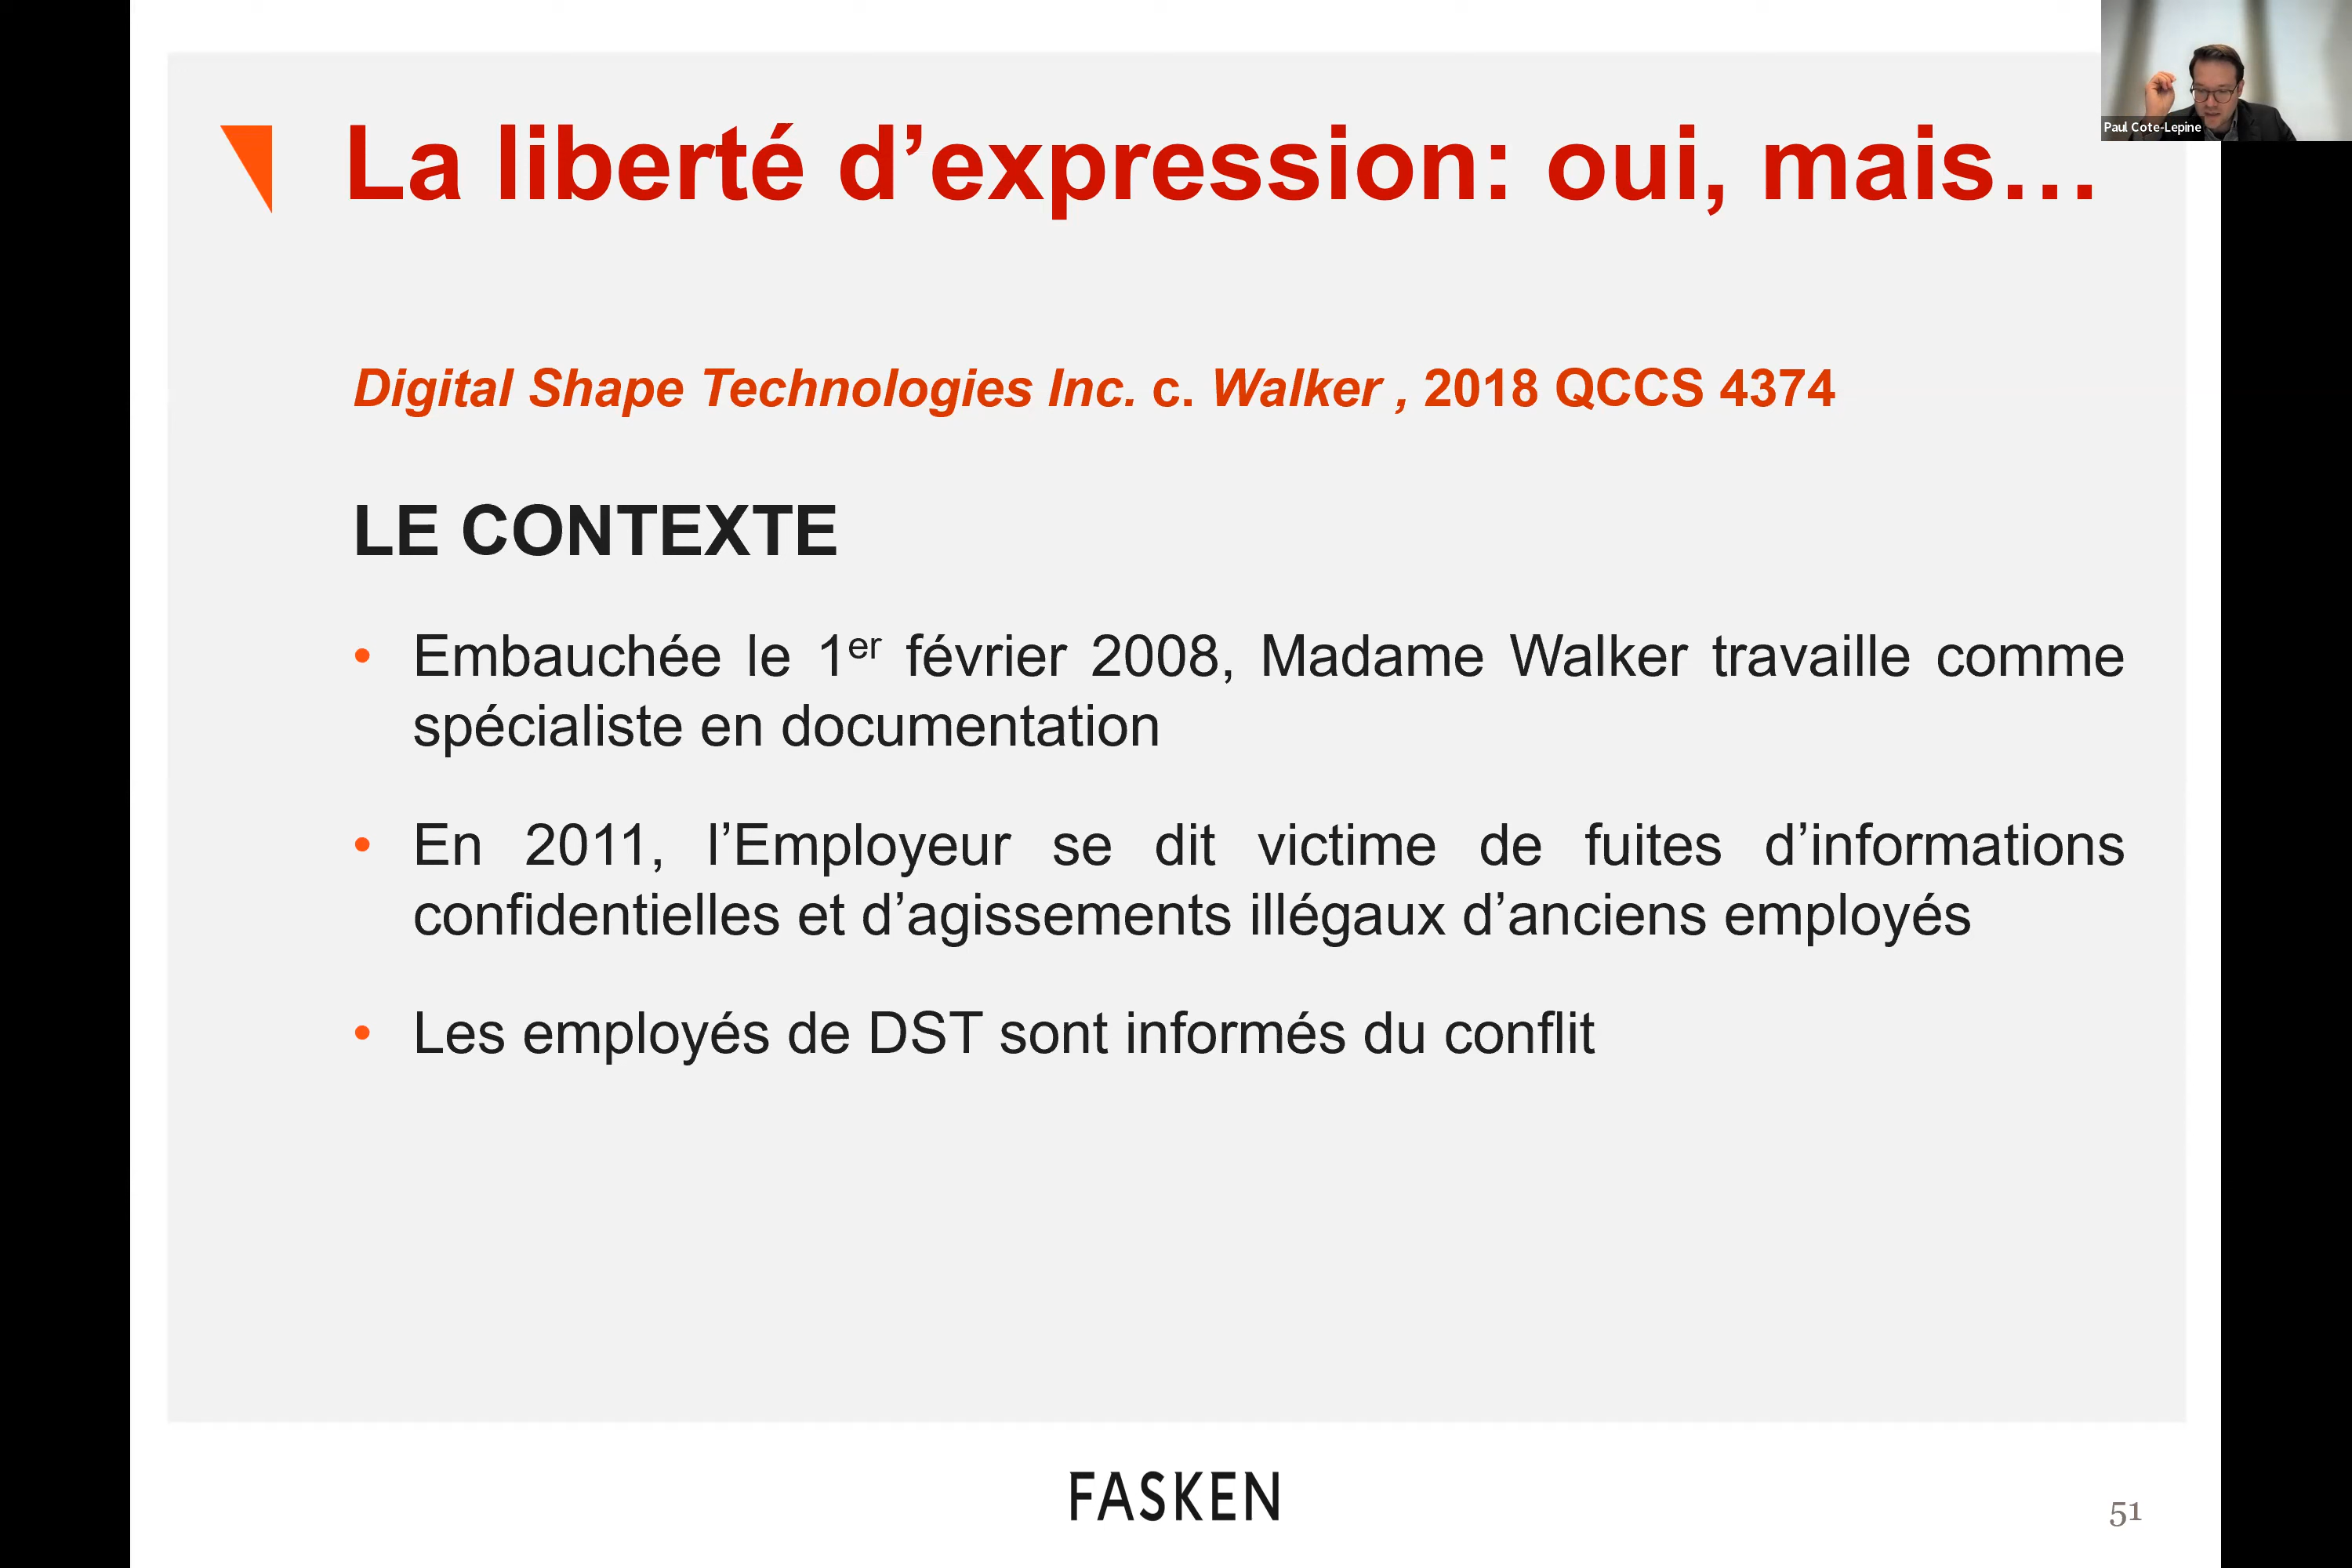 Paul Cote-Lepine
La liberté d’expression: oui, mais…
Digital Shape Technologies Inc. c. Walker , 2018 QCCS 4374
LE CONTEXTE
• Embauchée le 1er février 2008, Madame Walker travaille comme
spécialiste en documentation
• En 2011, l’Employeur se dit victime de fuites d’informations
confidentielles et d’agissements illégaux d’anciens employés
• Les employés de DST sont informés du conflit
FASKEN
51